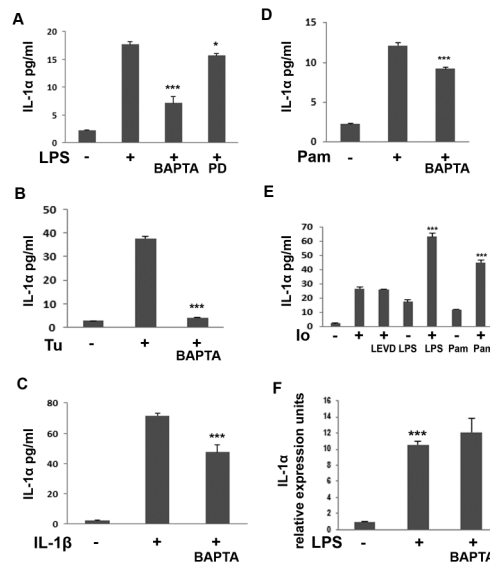 A
IL-1α pg/ml
20
15
10
5
0
***
*
LPS - + + +
BAPTA PD
B
IL-1α pg/ml
50
40
30
20
10
0
***
Tu - + +
BAPTA
C
IL-1α pg/ml
80
60
40
20
0
***
IL-1β - + +
BAPTA
D
IL-1α pg/ml
15
10
5
0
***
Pam - + +
BAPTA
E
IL-1α pg/ml
70
60
50
40
30
20
10
0
***
***
Io - + + - + - +
LEVD LPS LPS Pam Pam
F
IL-1α
relative expression units
16
14
12
10
8
6
4
2
0
***
LPS - + +
BAPTA